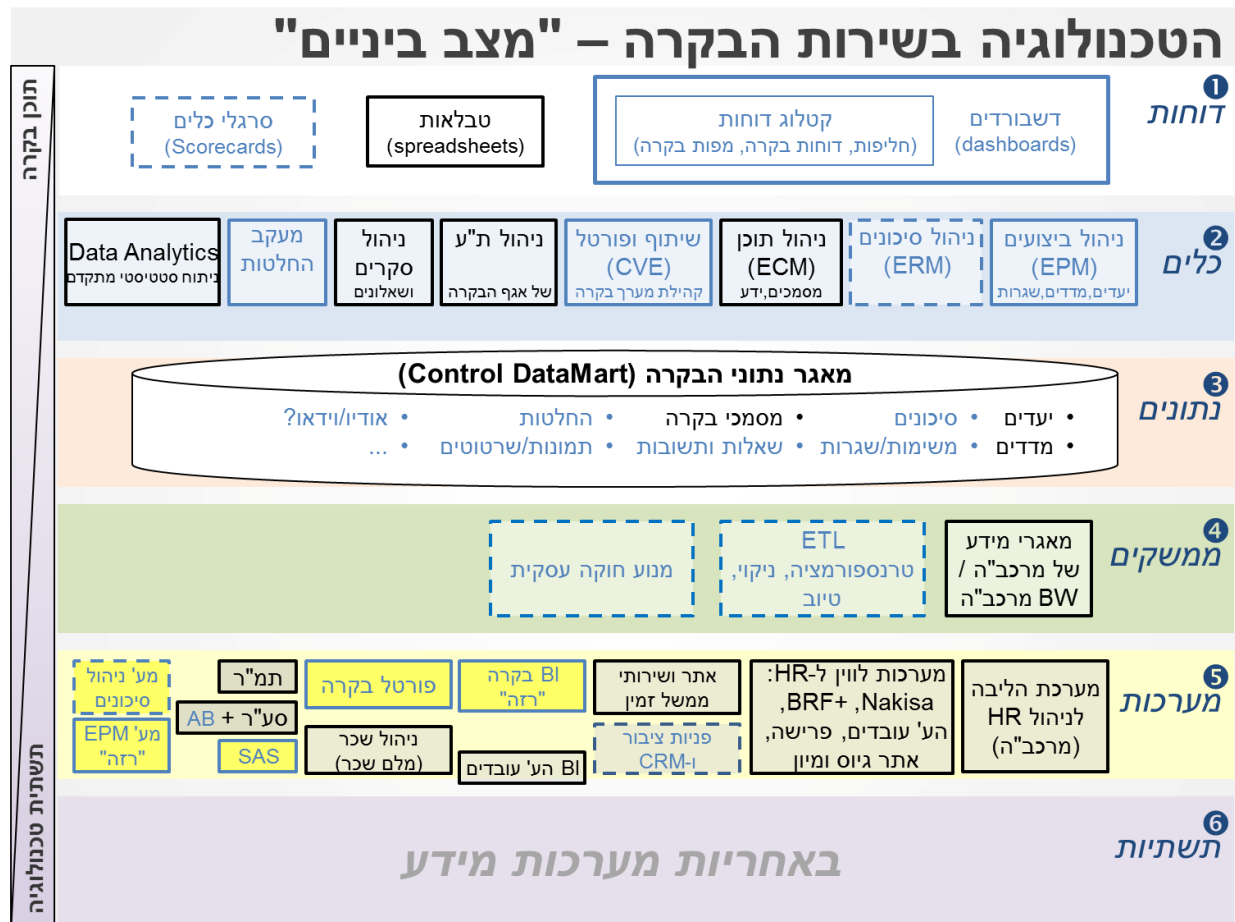 הטכנולוגיה בשירות הבקרה – "מצב ביניים"
תוכן בקרה
תשתית טכנולוגיה
❶
דוחות
דשבורדים
(dashboards)
קטלוג דוחות
(חליפות, דוחות בקרה, מפות בקרה)
טבלאות
(spreadsheets)
סרגלי כלים
(Scorecards)
❷
כלים
ניהול ביצועים
(EPM)
יעדים,מדדים,שגרות
ניהול סיכונים
(ERM)
ניהול תוכן
(ECM)
מסמכים,ידע
שיתוף ופורטל
(CVE)
קהילת מערך בקרה
ניהול ת"ע
של אגף הבקרה
ניהול
סקרים
ושאלונים
מעקב
החלטות
Data Analytics
ניתוח סטטיסטי מתקדם
❸
נתונים
מאגר נתוני הבקרה (Control DataMart)
• יעדים • סיכונים • מסמכי בקרה • החלטות • אודיו/וידאו?
• מדדים • משימות/שגרות • שאלות ותשובות • תמונות/שרטוטים • ...
❹
ממשקים
מאגרי מידע
של מרכב"ה /
BW מרכב"ה
ETL
טרנספורמציה, ניקוי,
טיוב
מנוע חוקה עסקית
❺
מערכות
מערכת הליבה
לניהול HR
(מרכב"ה)
מערכות לווין ל-HR:
Nakisa, BRF+,
הע' עובדים, פרישה,
אתר גיוס ומיון
אתר ושירותי
ממשל זמין
פניות ציבור
ו-CRM
BI בקרה
"רזה"
BI הע' עובדים
פורטל בקרה
ניהול שכר
(מלם שכר)
תמ"ר
סע"ר + AB
SAS
מע' ניהול
סיכונים
מע' EPM
"רזה"
❻
תשתיות
באחריות מערכות מידע